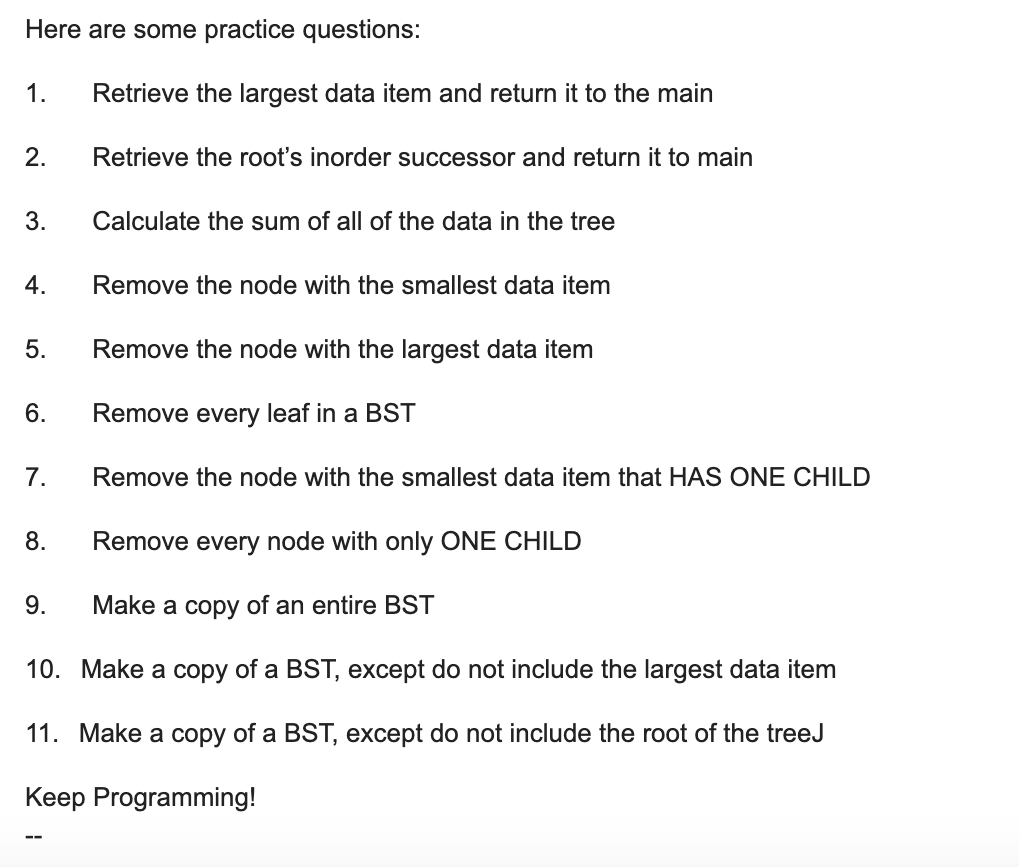 Here are some practice questions:
1. Retrieve the largest data item and return it to the main
2. Retrieve the root’s inorder successor and return it to main
3. Calculate the sum of all of the data in the tree
4. Remove the node with the smallest data item
5. Remove the node with the largest data item
6. Remove every leaf in a BST
7. Remove the node with the smallest data item that HAS ONE CHILD
8. Remove every node with only ONE CHILD
9. Make a copy of an entire BST
10. Make a copy of a BST, except do not include the largest data item
11. Make a copy of a BST, except do not include the root of the treeJ
Keep Programming!
--